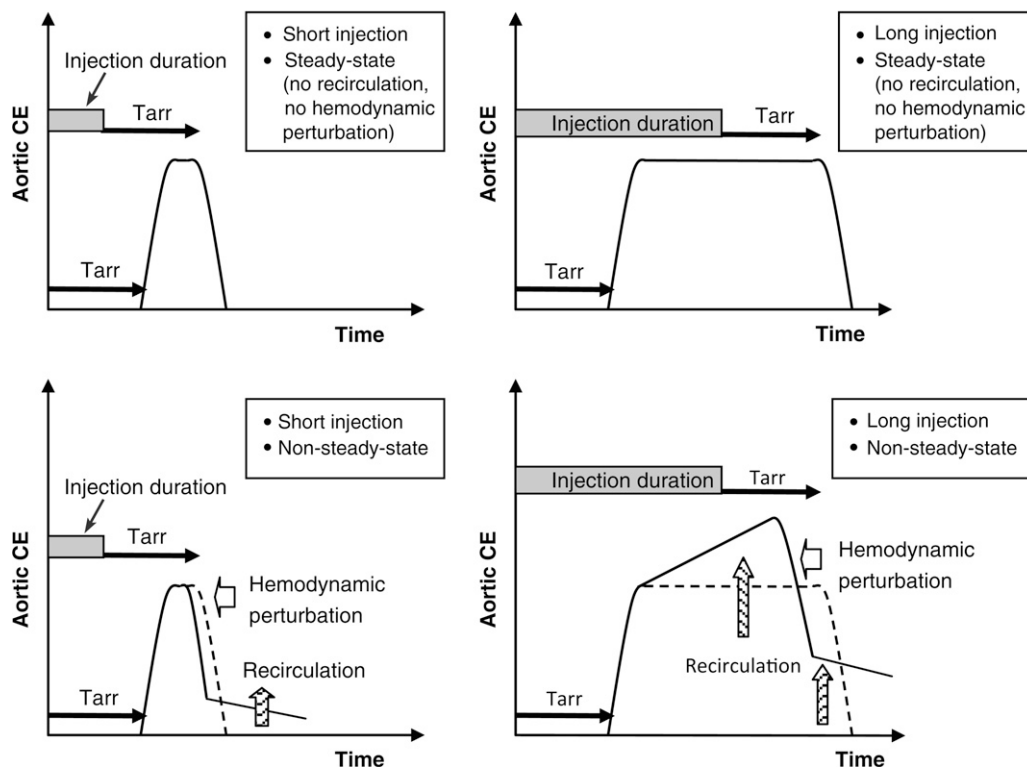 • Short injection
• Steady-state
(no recirculation,
no hemodynamic
perturbation)
Injection duration
Tarr
Aortic CE
Tarr
Time
• Long injection
• Steady-state
(no recirculation,
no hemodynamic
perturbation)
Injection duration
Tarr
Aortic CE
Tarr
Time
• Short injection
• Non-steady-state
Injection duration
Tarr
Aortic CE
Hemodynamic
perturbation
Recirculation
Tarr
Time
• Long injection
• Non-steady-state
Injection duration
Tarr
Aortic CE
Hemodynamic
perturbation
Recirculation
Tarr
Time